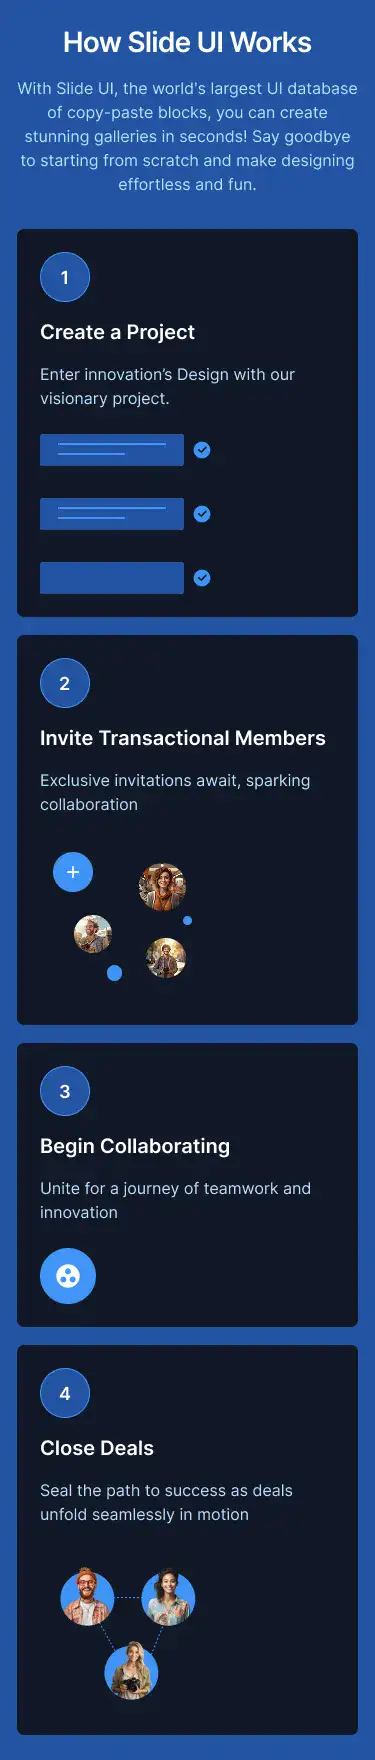 How Slide UI Works
With Slide UI, the world's largest UI database
of copy-paste blocks, you can create
stunning galleries in seconds! Say goodbye
to starting from scratch and make designing
effortless and fun.
1
Create a Project
Enter innovation’s Design with our
visionary project.
2
Invite Transactional Members
Exclusive invitations await, sparking
collaboration
3
Begin Collaborating
Unite for a journey of teamwork and
innovation
4
Close Deals
Seal the path to success as deals
unfold seamlessly in motion